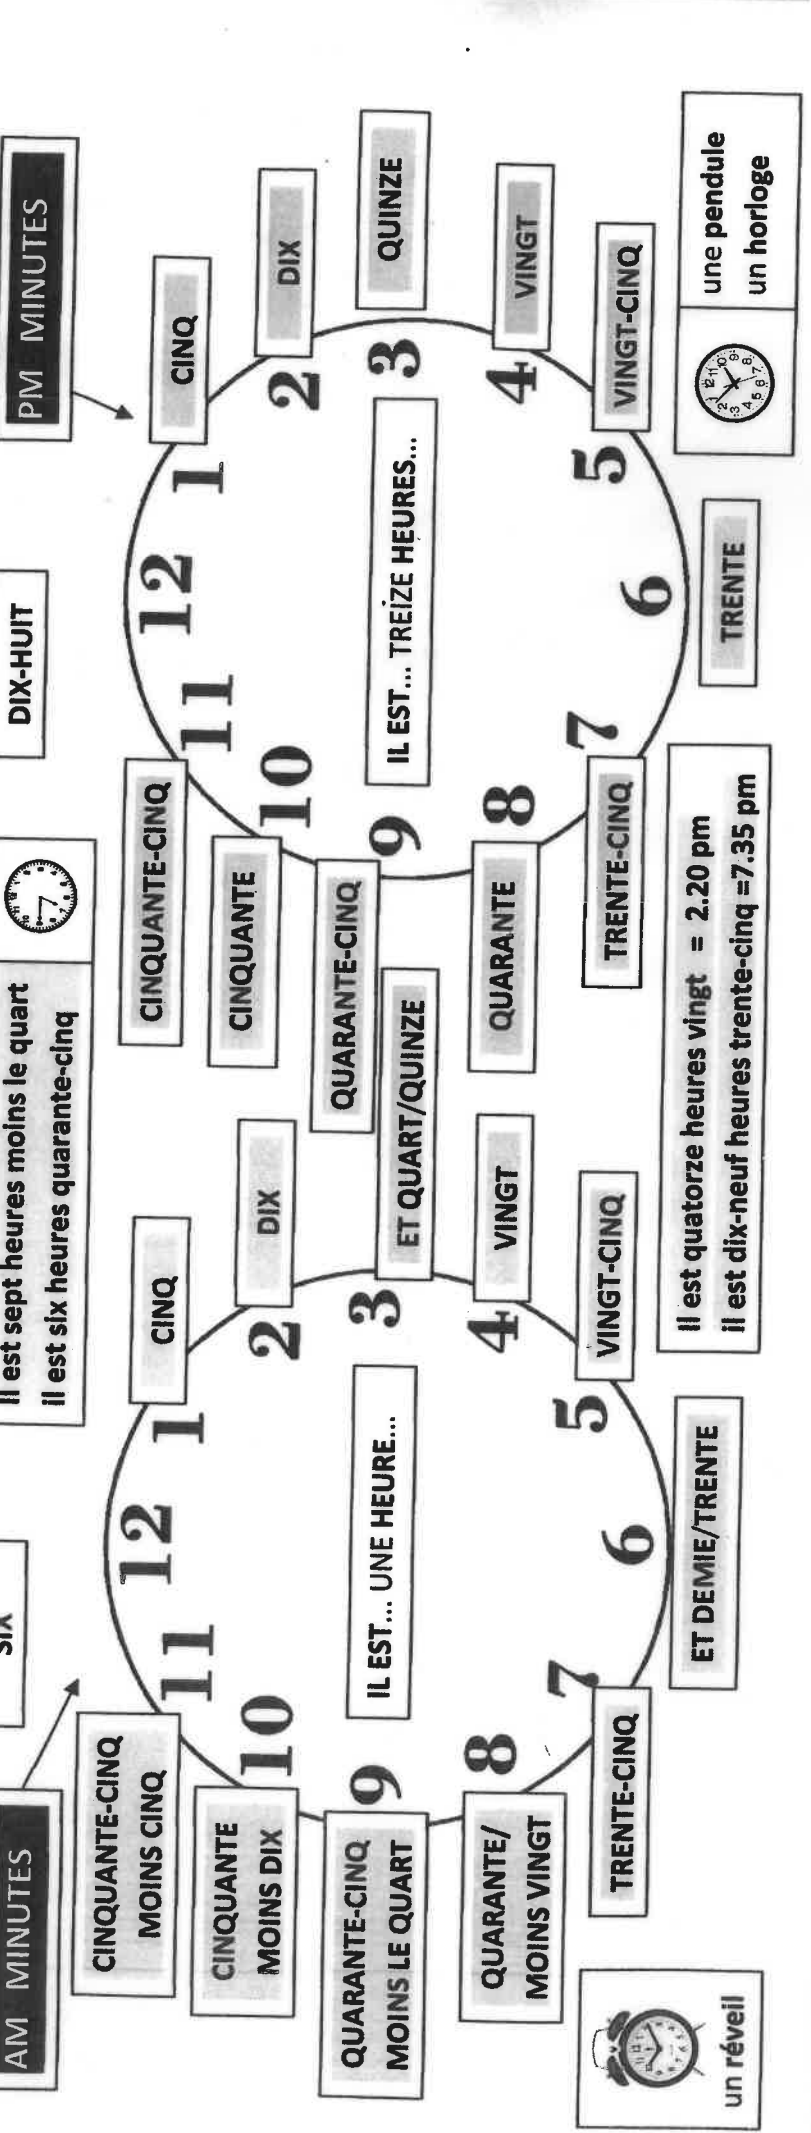 AM MINUTES
SIX
Il est sept heures moins le quart
il est six heures quarante-cinq
DIX-HUIT
PM MINUTES
CINQUANTE-CINQ
MOINS CINQ
11
12
1
CINQ
CINQUANTE
MOINS DIX
10
2
DIX
QUARANTE-CINQ
MOINS LE QUART
9
IL EST... UNE HEURE...
3
ET QUART/QUINZE
QUARANTE/
MOINS VINGT
8
4
VINGT
TRENTE-CINQ
7
6
5
VINGT-CINQ
ET DEMIE/TRENTE
un réveil
CINQUANTE-CINQ
11
12
1
CINQ
CINQUANTE
10
2
DIX
QUARANTE-CINQ
9
IL EST... TREIZE HEURES...
3
QUINZE
QUARANTE
8
4
VINGT
TRENTE-CINQ
7
6
5
VINGT-CINQ
TRENTE
Il est quatorze heures vingt = 2.20 pm
il est dix-neuf heures trente-cinq =7.35 pm
une pendule
un horloge